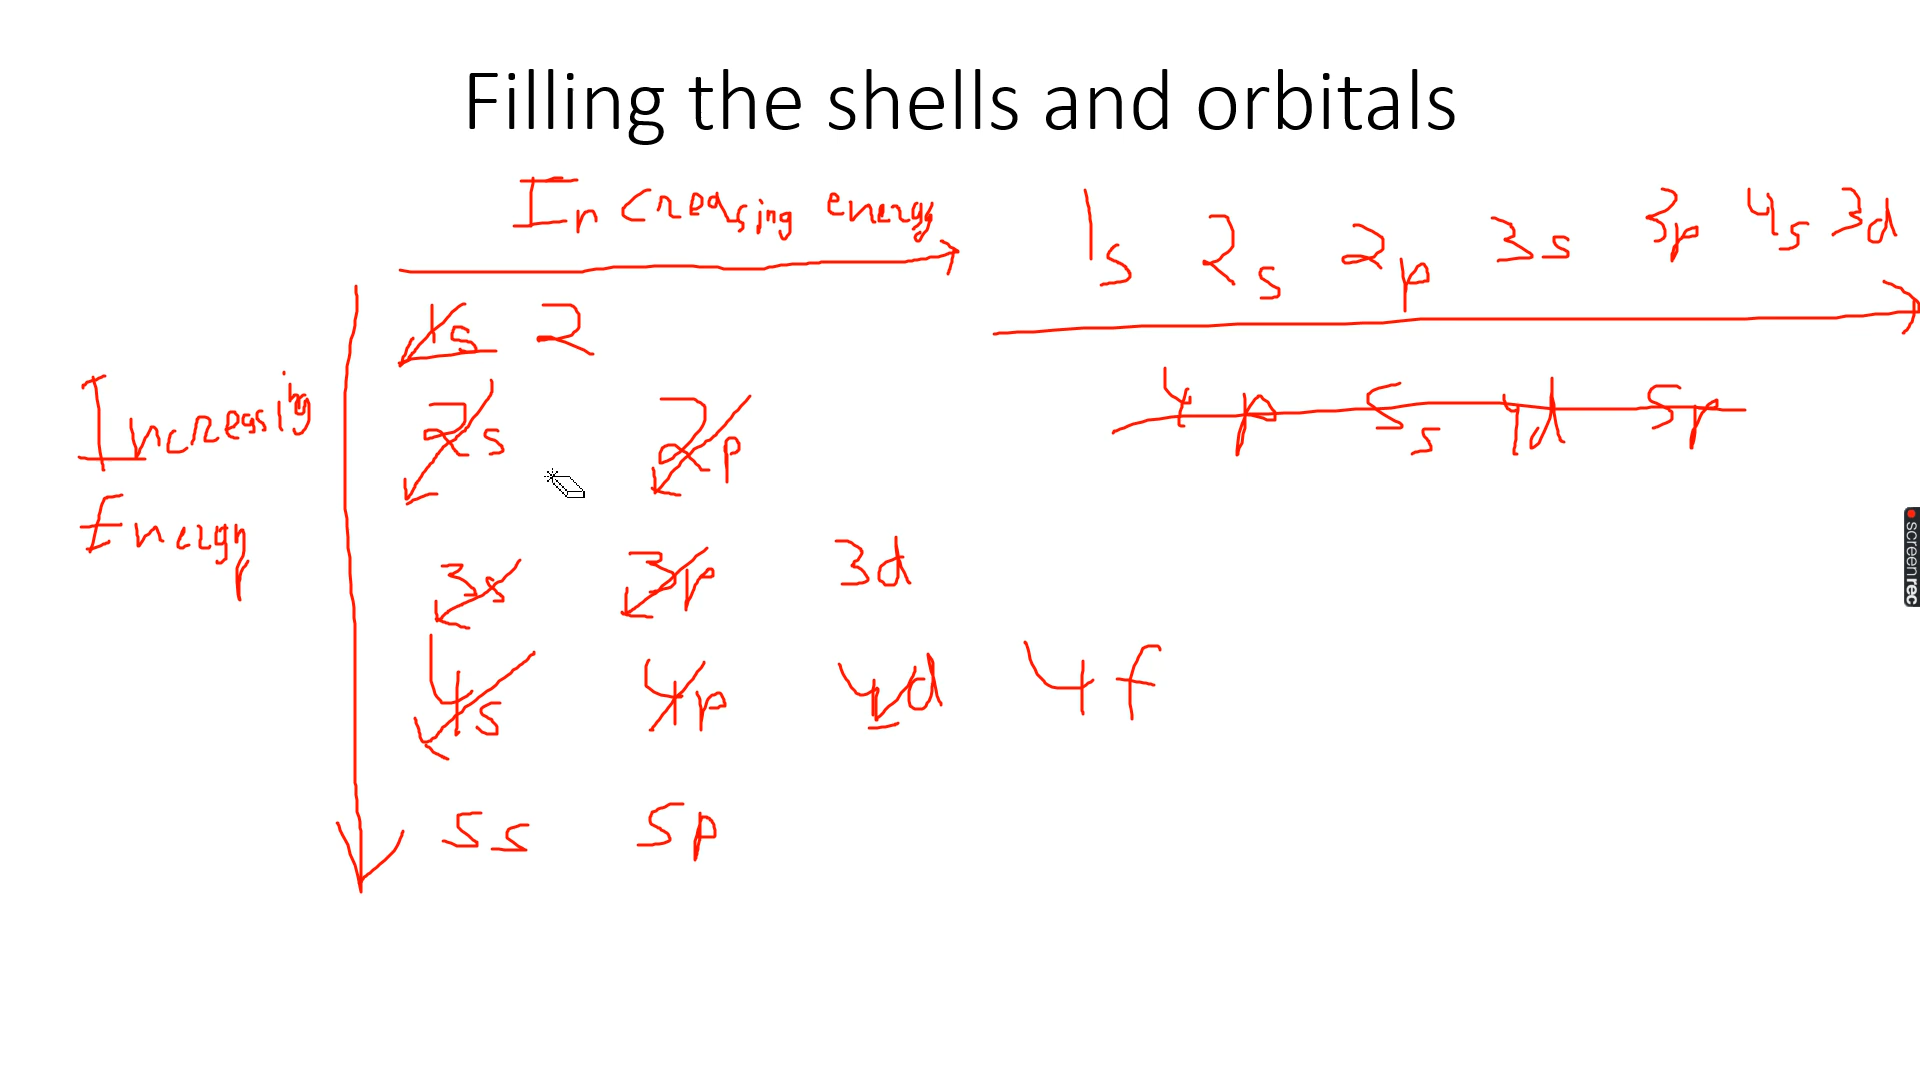 Filling the shells and orbitals
Increasing energy
1s 2s 2p 3s 3p 4s 3d
1s 2
Increasing
Energy
2s 2p
4p 5s 4d 5p
3s 3p 3d
4s 4p 4d 4f
5s 5p
screenrec